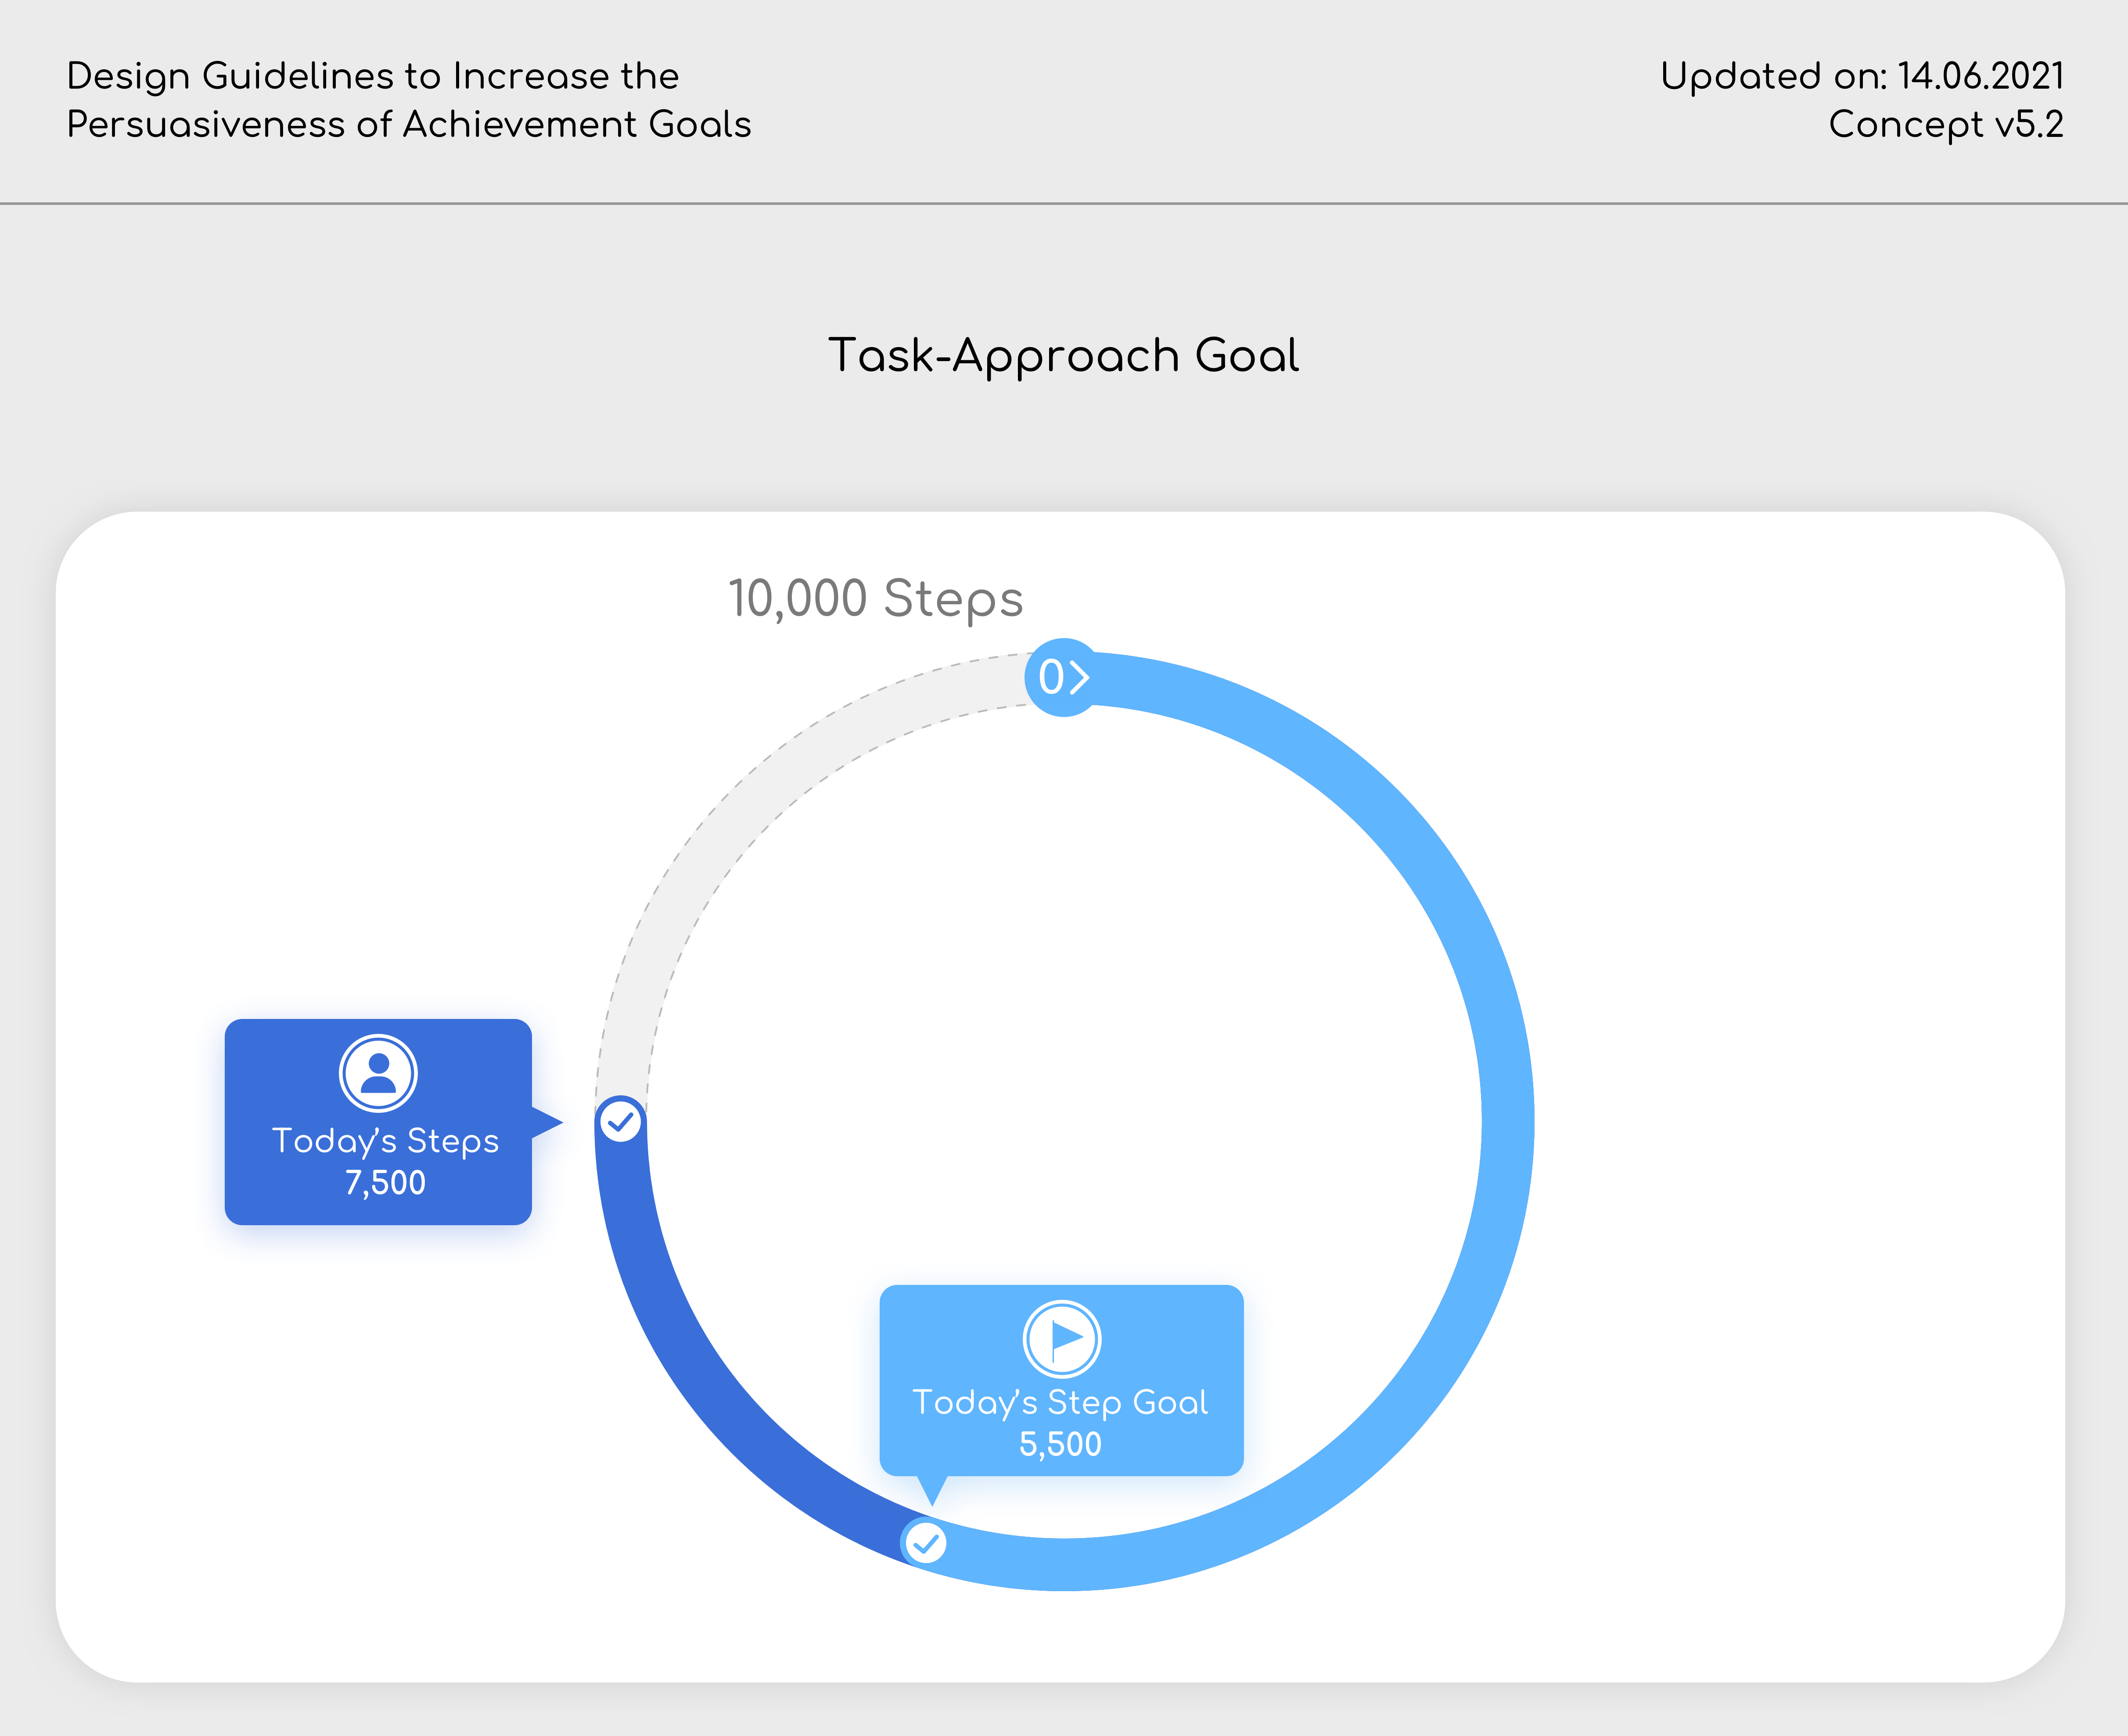 Design Guidelines to Increase the
Persuasiveness of Achievement Goals
Updated on: 14.06.2021
Concept v5.2
Task-Approach Goal
10,000 Steps
0
Today's Steps
7,500
Today's Step Goal
5,500